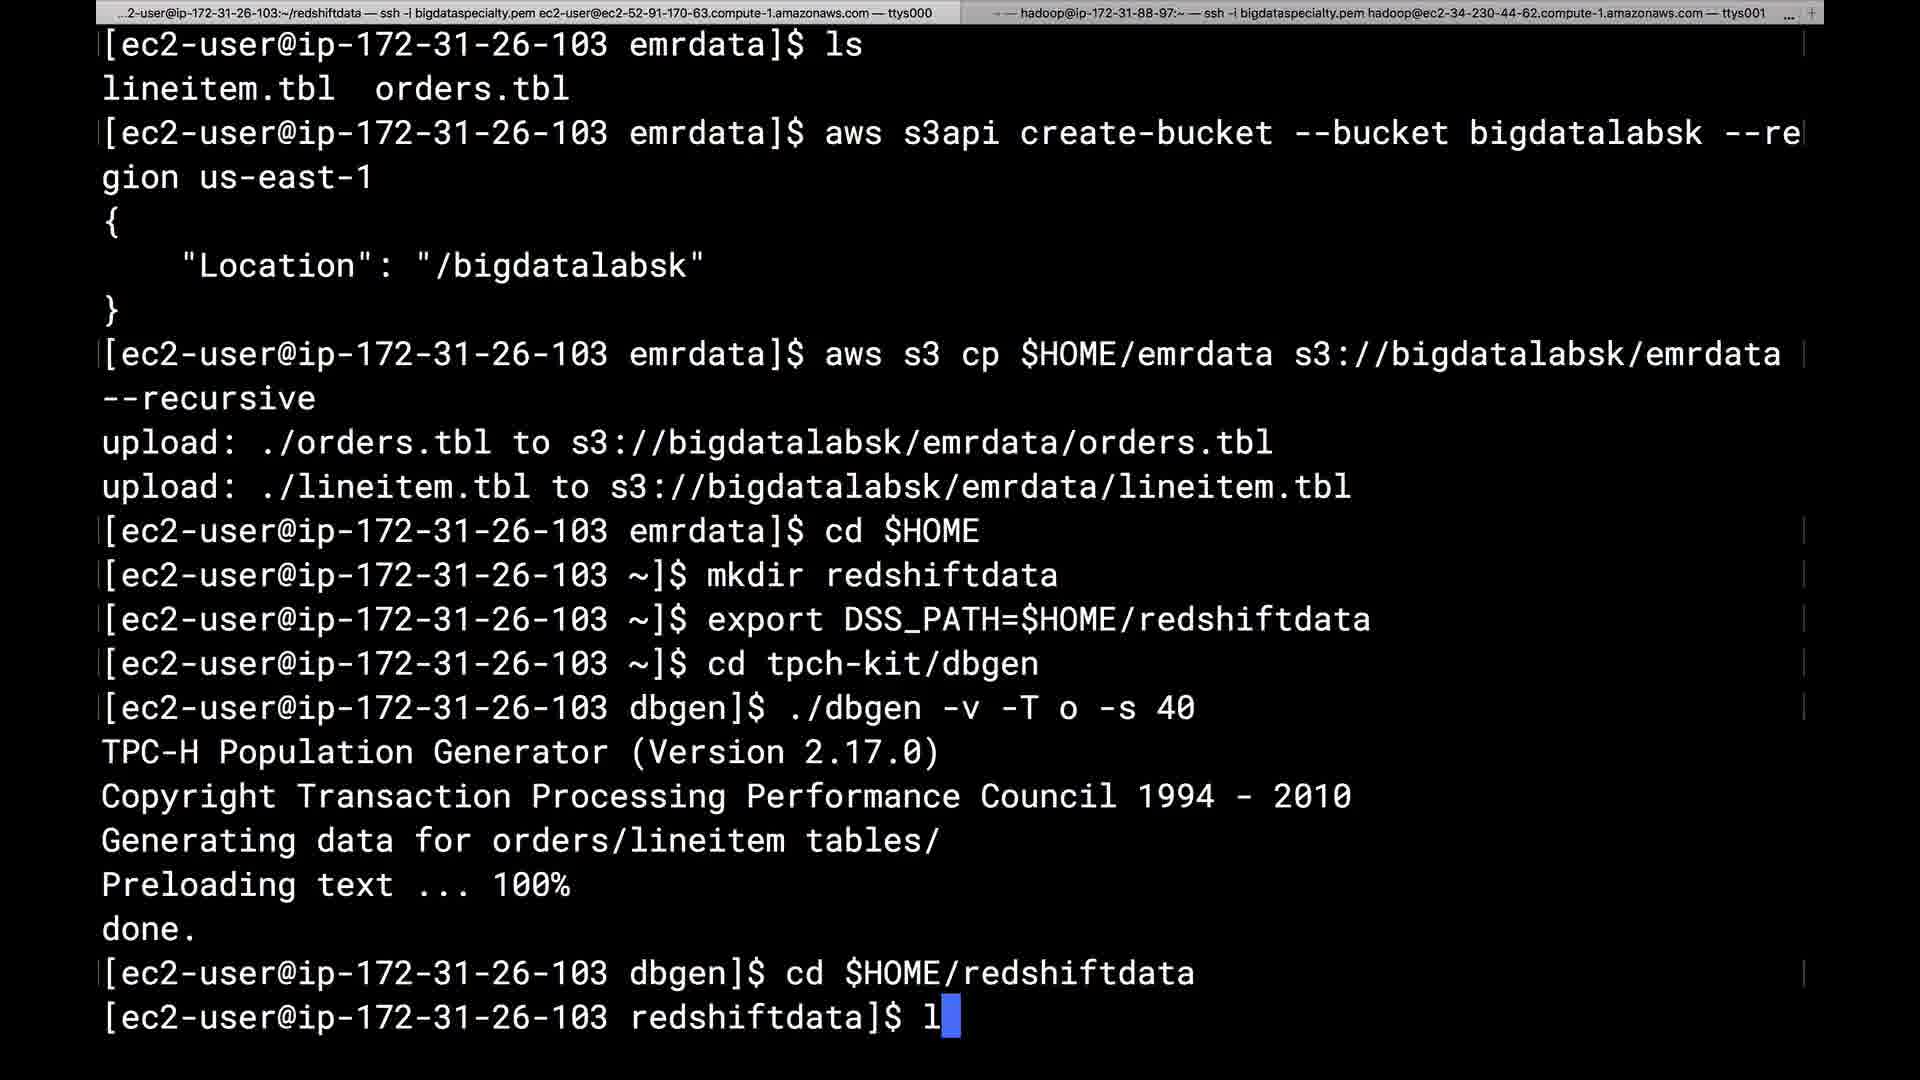 ...2-user@ip-172-31-26-103:~/redshiftdata — ssh -i bigdataspecialty.pem ec2-user@ec2-52-91-170-63.compute-1.amazonaws.com — ttys000
hadoop@ip-172-31-88-97:~ — ssh -i bigdataspecialty.pem hadoop@ec2-34-230-44-62.compute-1.amazonaws.com — ttys001 ... +
[ec2-user@ip-172-31-26-103 emrdata]$ ls
lineitem.tbl  orders.tbl
[ec2-user@ip-172-31-26-103 emrdata]$ aws s3api create-bucket --bucket bigdatalabsk --re
gion us-east-1
{
    "Location": "/bigdatalabsk"
}
[ec2-user@ip-172-31-26-103 emrdata]$ aws s3 cp $HOME/emrdata s3://bigdatalabsk/emrdata
--recursive
upload: ./orders.tbl to s3://bigdatalabsk/emrdata/orders.tbl
upload: ./lineitem.tbl to s3://bigdatalabsk/emrdata/lineitem.tbl
[ec2-user@ip-172-31-26-103 emrdata]$ cd $HOME
[ec2-user@ip-172-31-26-103 ~]$ mkdir redshiftdata
[ec2-user@ip-172-31-26-103 ~]$ export DSS_PATH=$HOME/redshiftdata
[ec2-user@ip-172-31-26-103 ~]$ cd tpch-kit/dbgen
[ec2-user@ip-172-31-26-103 dbgen]$ ./dbgen -v -T o -s 40
TPC-H Population Generator (Version 2.17.0)
Copyright Transaction Processing Performance Council 1994 - 2010
Generating data for orders/lineitem tables/
Preloading text ... 100%
done.
[ec2-user@ip-172-31-26-103 dbgen]$ cd $HOME/redshiftdata
[ec2-user@ip-172-31-26-103 redshiftdata]$ l